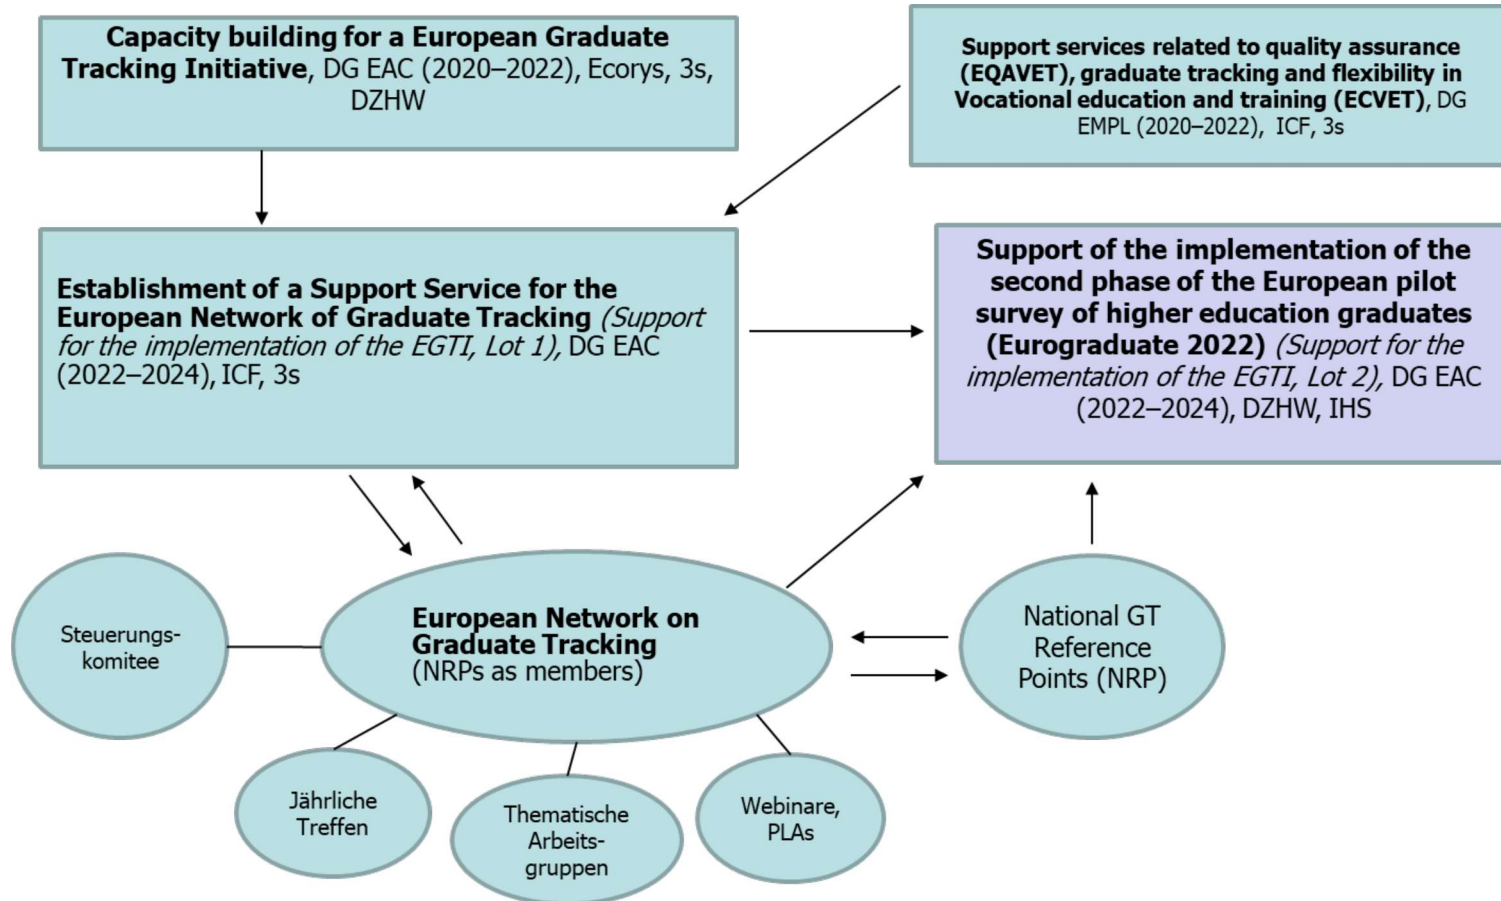 Capacity building for a European Graduate
Tracking Initiative, DG EAC (2020–2022), Ecorys, 3s,
DZHW
Support services related to quality assurance
(EQAVET), graduate tracking and flexibility in
Vocational education and training (ECVET), DG
EMPL (2020–2022), ICF, 3s
Establishment of a Support Service for the
European Network of Graduate Tracking (Support
for the implementation of the EGTI, Lot 1), DG EAC
(2022–2024), ICF, 3s
Support of the implementation of the
second phase of the European pilot
survey of higher education graduates
(Eurograduate 2022) (Support for the
implementation of the EGTI, Lot 2), DG EAC
(2022–2024), DZHW, IHS
Steuerungs-
komitee
European Network on
Graduate Tracking
(NRPs as members)
National GT
Reference
Points (NRP)
Jährliche
Treffen
Thematische
Arbeits-
gruppen
Webinare,
PLAs